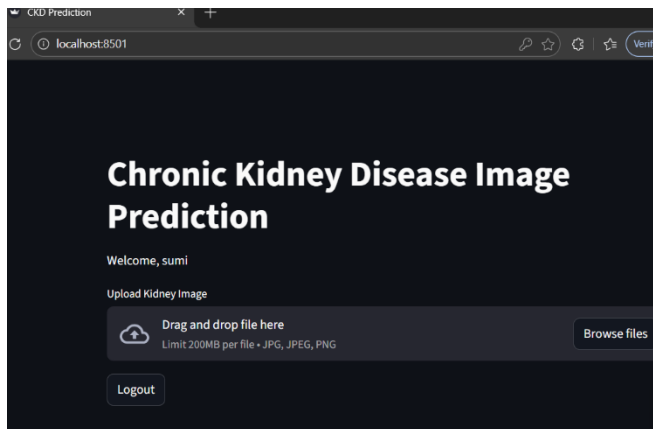 CKD Prediction
localhost:8501
Chronic Kidney Disease Image
Prediction
Welcome, sumi
Upload Kidney Image
Drag and drop file here
Limit 200MB per file • JPG, JPEG, PNG
Browse files
Logout